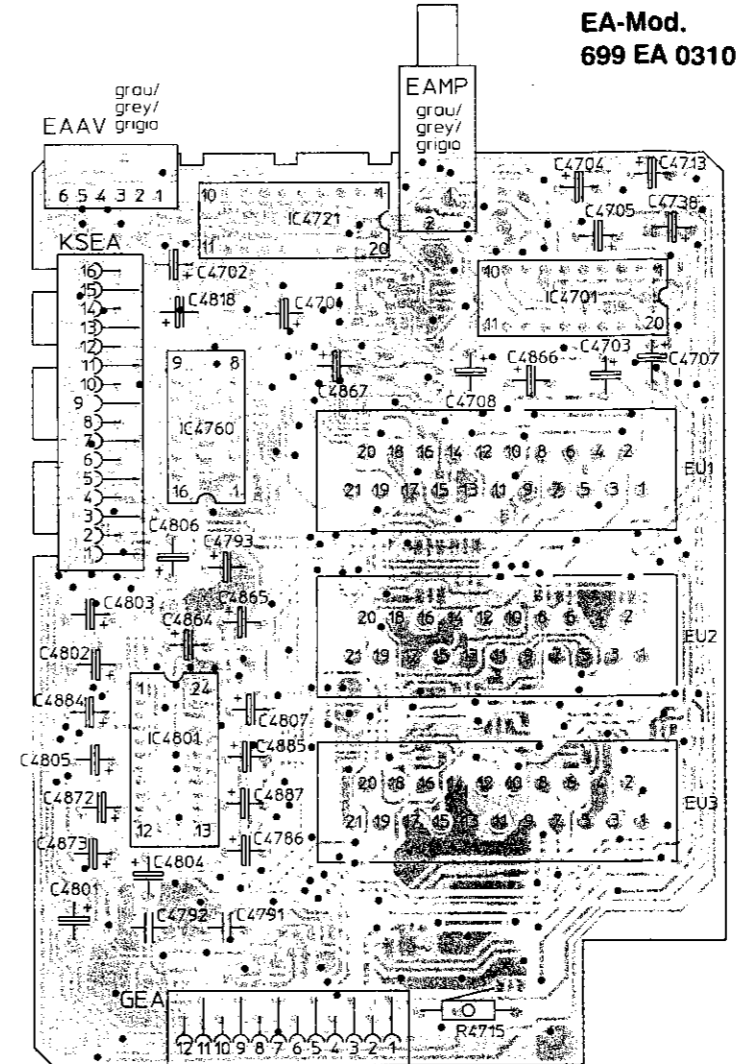 EA-Mod.
699 EA 0310
grau/
grey/
grigio
EAAV
6 5 4 3 2 1
EAMP
grau/
grey/
grigio
1
2
C4704
C4713
C4705
C4738
10 1
IC4721
11 20
KSEA
16
15
14
13
12
11
10
9
8
7
6
5
4
3
2
1
C4702
C4818
10 1
IC4701
11 20
C4867
C4708
C4866
C4703
C4707
9 8
IC4760
16 1
20 18 16 14 12 10 8 6 4 2
21 19 17 15 13 11 9 7 5 3 1
EU1
C4806
C4793
C4803
C4865
C4864
20 18 16 14 12 10 8 6 4 2
21 19 17 15 13 11 9 7 5 3 1
EU2
C4802
C4884
1 24
IC4801
12 13
C4807
C4805
C4885
C4872
C4887
C4873
C4786
20 18 16 14 12 10 8 6 4 2
21 19 17 15 13 11 9 7 5 3 1
EU3
C4804
C4801
C4792
C4791
GEA
12 11 10 9 8 7 6 5 4 3 2 1
R4715